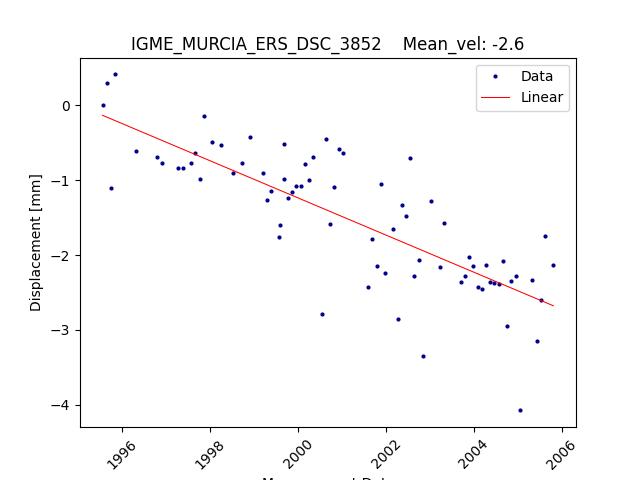 IGME_MURCIA_ERS_DSC_3852 Mean_vel: -2.6
Data
Linear
0
−1
−2
−3
−4
Displacement [mm]
1996
1998
2000
2002
2004
2006